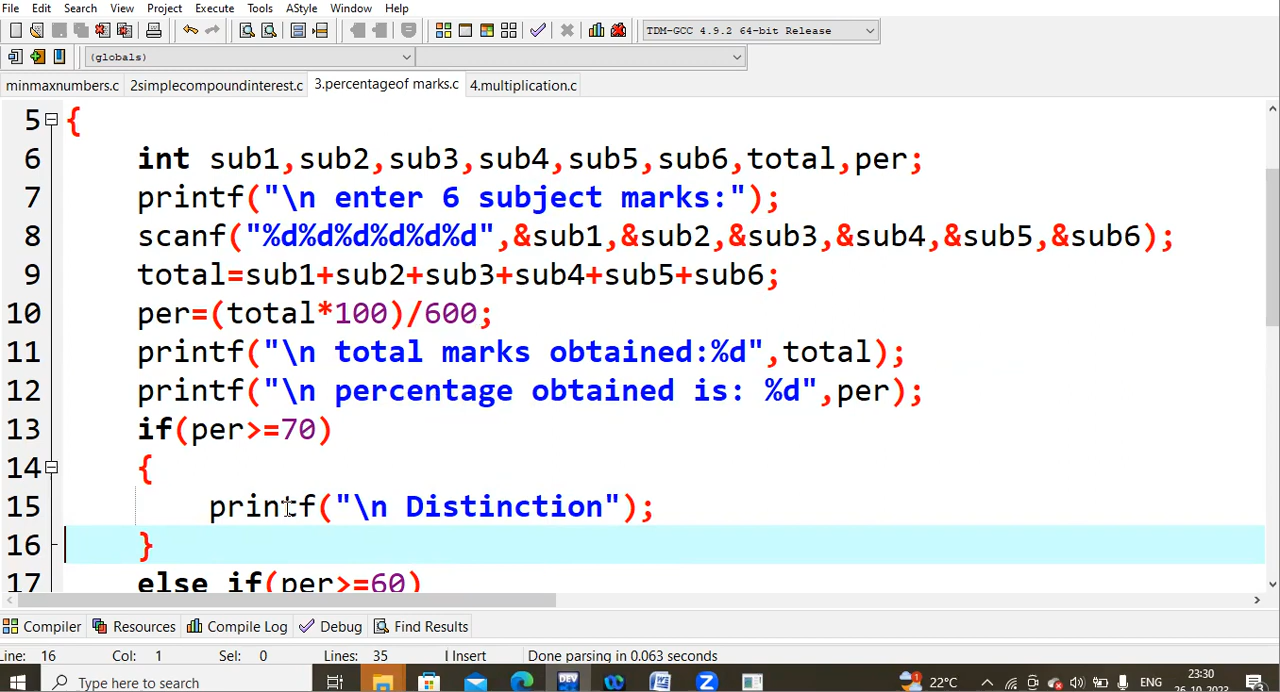 File Edit Search View Project Execute Tools AStyle Window Help
TDM-GCC 4.9.2 64-bit Release
(globals)
minmaxnumbers.c 2simplecompoundinterest.c 3.percentageof marks.c 4.multiplication.c
5 {
6 int sub1,sub2,sub3,sub4,sub5,sub6,total,per;
7 printf("\n enter 6 subject marks:");
8 scanf("%d%d%d%d%d%d",&sub1,&sub2,&sub3,&sub4,&sub5,&sub6);
9 total=sub1+sub2+sub3+sub4+sub5+sub6;
10 per=(total*100)/600;
11 printf("\n total marks obtained:%d",total);
12 printf("\n percentage obtained is: %d",per);
13 if(per>=70)
14 {
15 printf("\n Distinction");
16 }
17 else if(per>=60)
Compiler Resources Compile Log Debug Find Results
Line: 16 Col: 1 Sel: 0 Lines: 35 Insert Done parsing in 0.063 seconds
Type here to search DEV 22°C ENG 23:30
26-10-2023